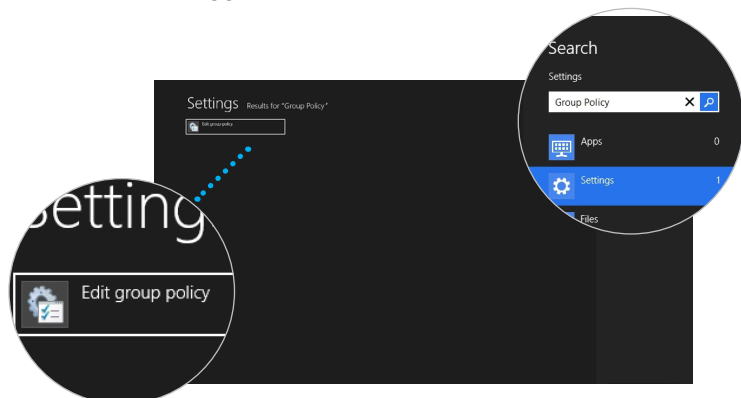 Search
Settings
Group Policy
Apps 0
Settings 1
Files
Settings Results for "Group Policy"
Edit group policy
Setting
Edit group policy